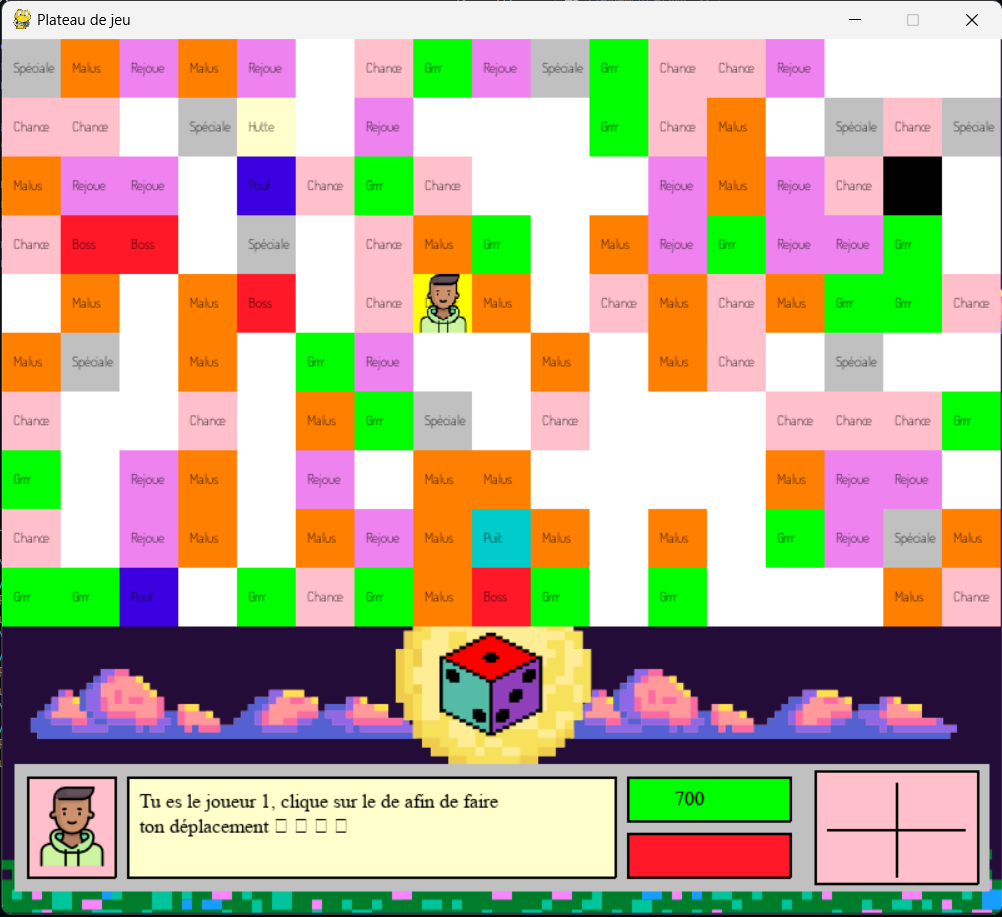 Plateau de jeu
Spéciale Malus Rejoue Malus Rejoue Chance Grrr Rejoue Spéciale Grrr Chance Chance Rejoue
Chance Chance Spéciale Hutte Rejoue Grrr Chance Malus Spéciale Chance Spéciale
Malus Rejoue Rejoue Pouf Chance Grrr Chance Rejoue Malus Rejoue Chance
Chance Boss Boss Spéciale Chance Malus Grrr Malus Rejoue Grrr Rejoue Rejoue Grrr
Malus Malus Boss Chance Malus Chance Malus Chance Malus Grrr Grrr Chance
Malus Spéciale Malus Grrr Rejoue Malus Malus Chance Spéciale
Chance Chance Malus Grrr Spéciale Chance Chance Chance Chance Grrr
Grrr Rejoue Malus Rejoue Malus Malus Malus Rejoue Rejoue
Chance Rejoue Malus Malus Rejoue Malus Puit Malus Malus Grrr Rejoue Spéciale Malus
Grrr Grrr Pouf Grrr Chance Grrr Malus Boss Grrr Grrr Malus Chance
Tu es le joueur 1, clique sur le de afin de faire
ton déplacement
700